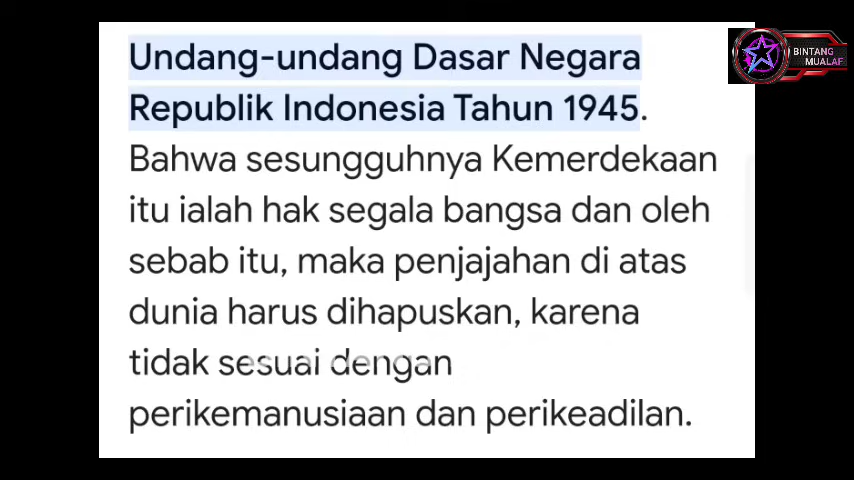 Undang-undang Dasar Negara
Republik Indonesia Tahun 1945.
Bahwa sesungguhnya Kemerdekaan
itu ialah hak segala bangsa dan oleh
sebab itu, maka penjajahan di atas
dunia harus dihapuskan, karena
tidak sesuai dengan
perikemanusiaan dan perikeadilan.
BINTANG
MUALAF